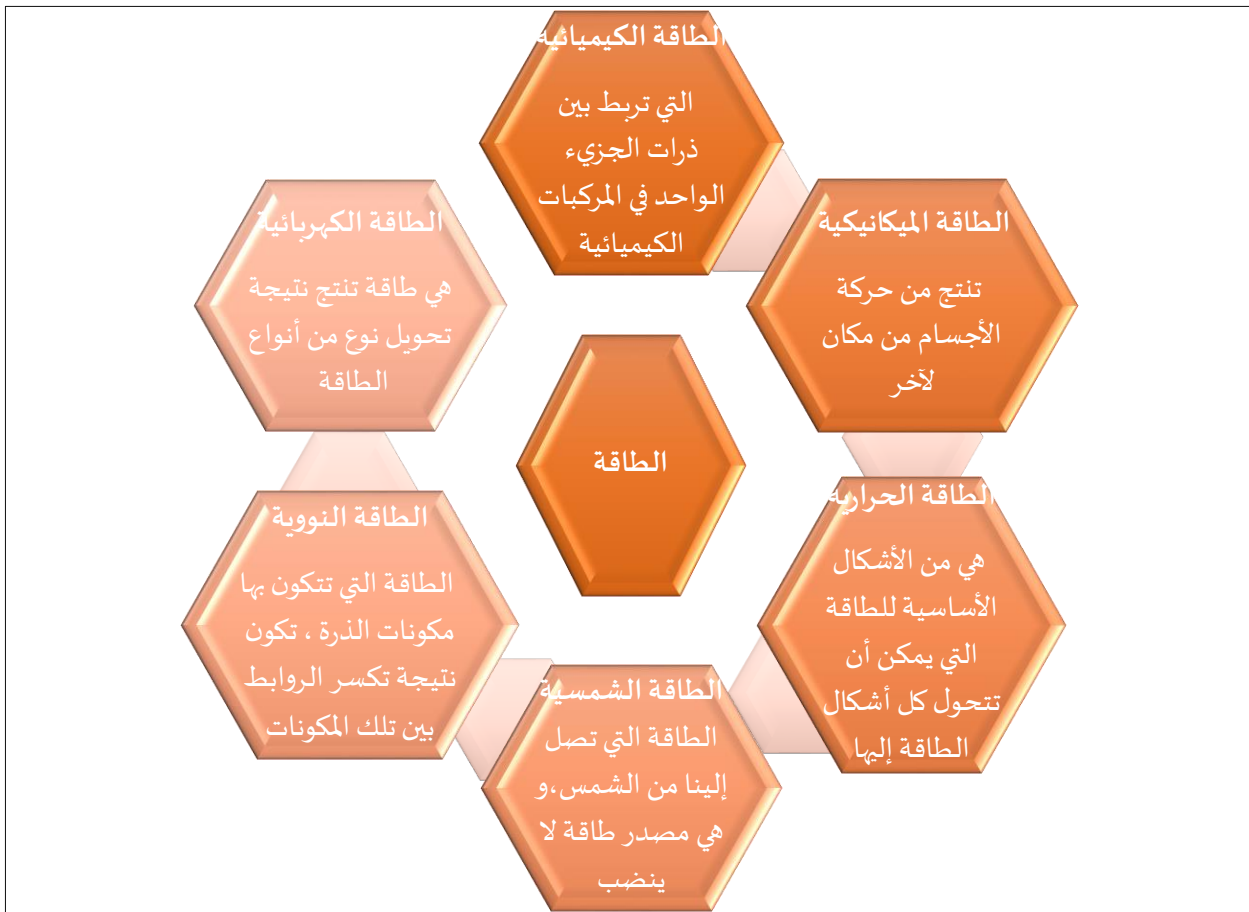 الطاقة الكيميائية
التي تربط بين
ذرات الجزيء
الواحد في المركبات
الكيميائية
الطاقة الميكانيكية
تنتج من حركة
الأجسام من مكان
لآخر
الطاقة الحرارية
هي من الأشكال
الأساسية للطاقة
التي يمكن أن
تتحول كل أشكال
الطاقة إليها
الطاقة الشمسية
الطاقة التي تصل
إلينا من الشمس،و
هي مصدر طاقة لا
ينضب
الطاقة النووية
الطاقة التي تتكون بها
مكونات الذرة ، تكون
نتيجة تكسر الروابط
بين تلك المكونات
الطاقة الكهربائية
هي طاقة تنتج نتيجة
تحويل نوع من أنواع
الطاقة
الطاقة